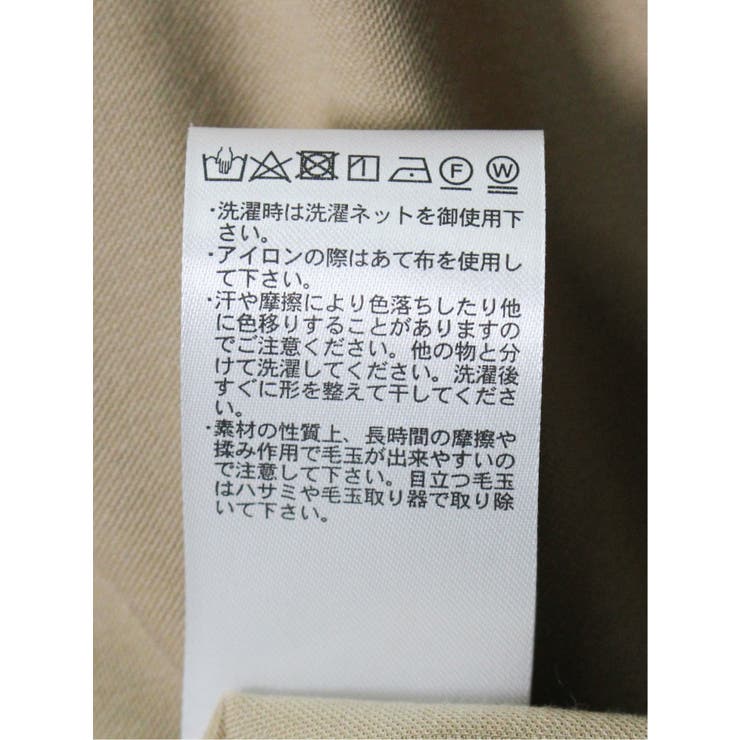 F W
・洗濯時は洗濯ネットを御使用下
さい。
・アイロンの際はあて布を使用し
て下さい。
・汗や摩擦により色落ちしたり他
に色移りすることがありますの
でご注意ください。他の物と分
けて洗濯してください。洗濯後
すぐに形を整えて干してくださ
い。
・素材の性質上、長時間の摩擦や
揉み作用で毛玉が出来やすいの
で注意して下さい。目立つ毛玉
はハサミや毛玉取り器で取り除
いて下さい。